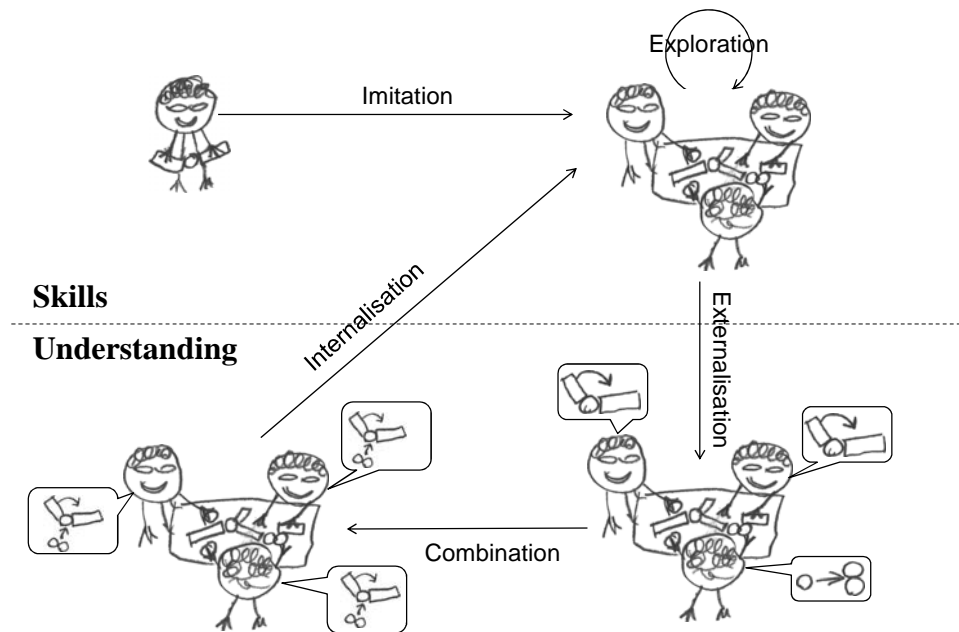 Exploration
Imitation
Skills
Internalisation
Externalisation
Understanding
Combination